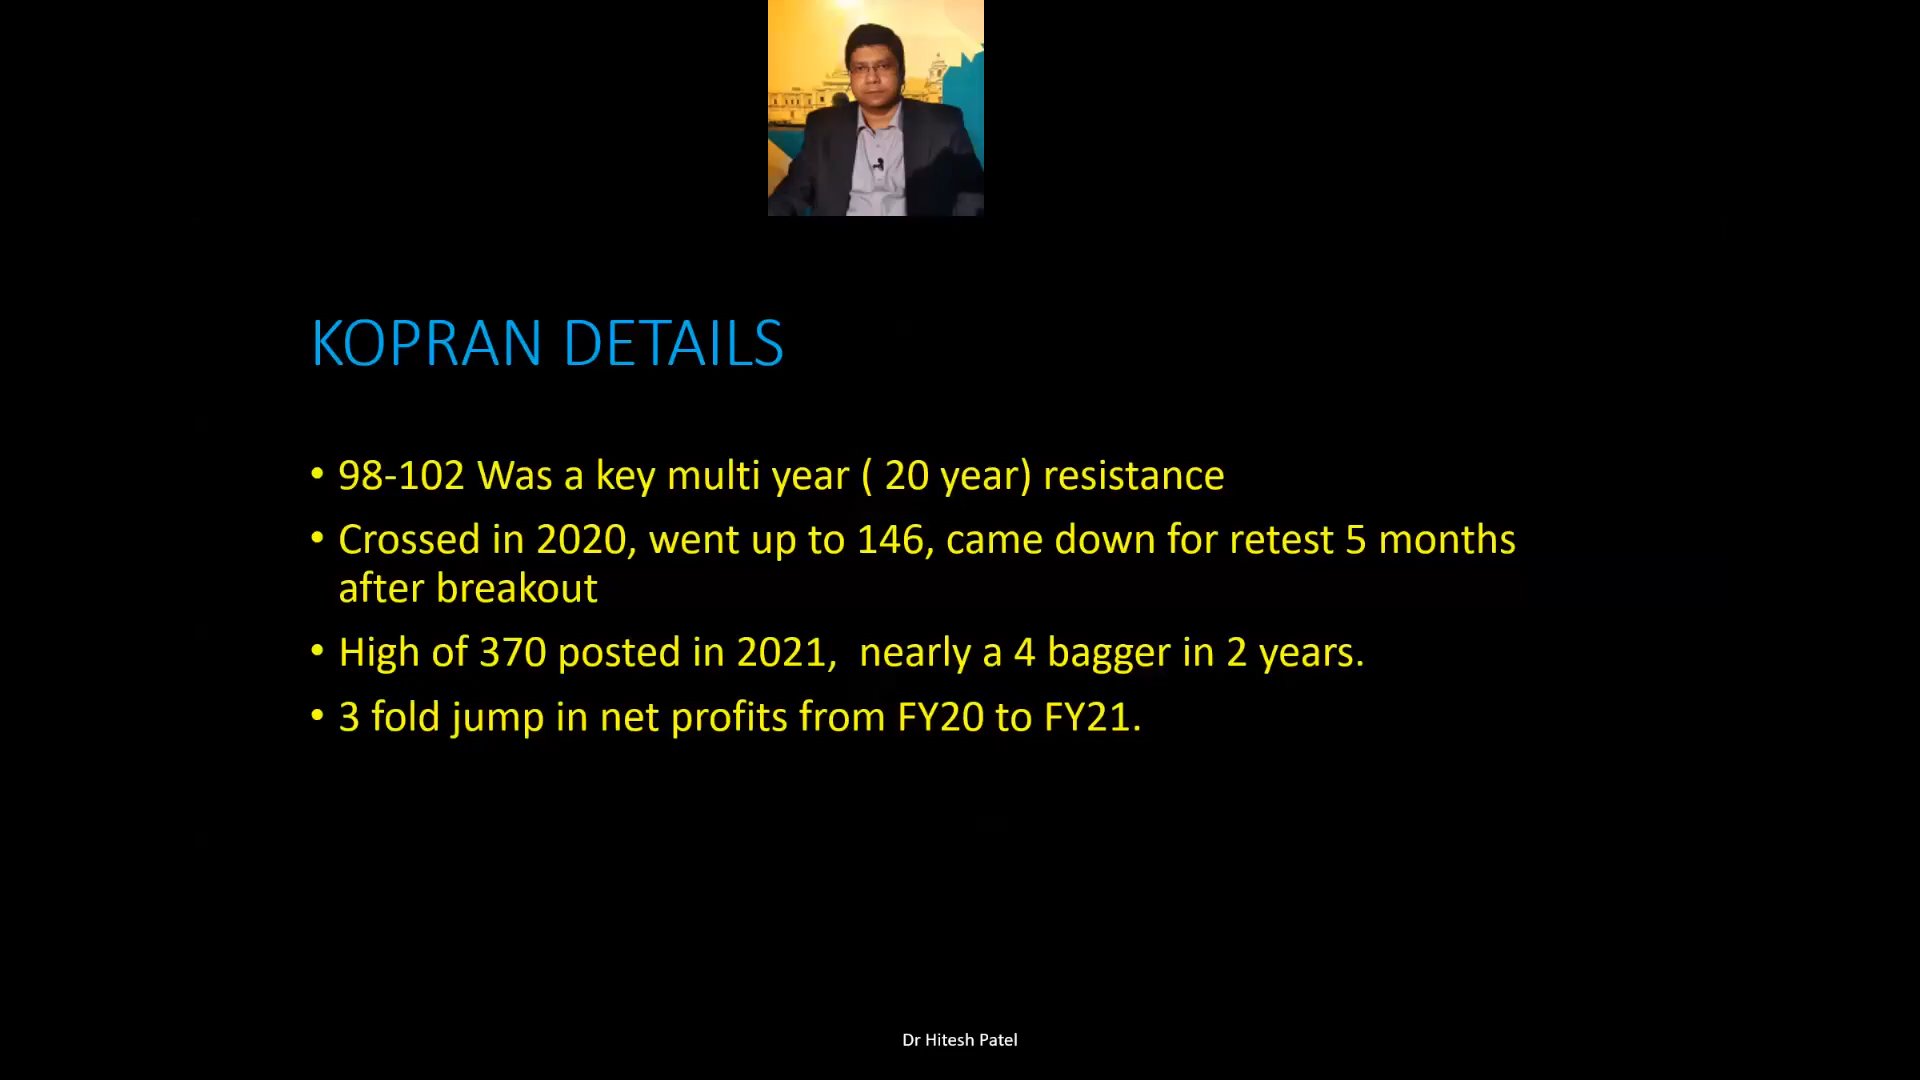 KOPRAN DETAILS
• 98-102 Was a key multi year ( 20 year) resistance
• Crossed in 2020, went up to 146, came down for retest 5 months
after breakout
• High of 370 posted in 2021,  nearly a 4 bagger in 2 years.
• 3 fold jump in net profits from FY20 to FY21.
Dr Hitesh Patel